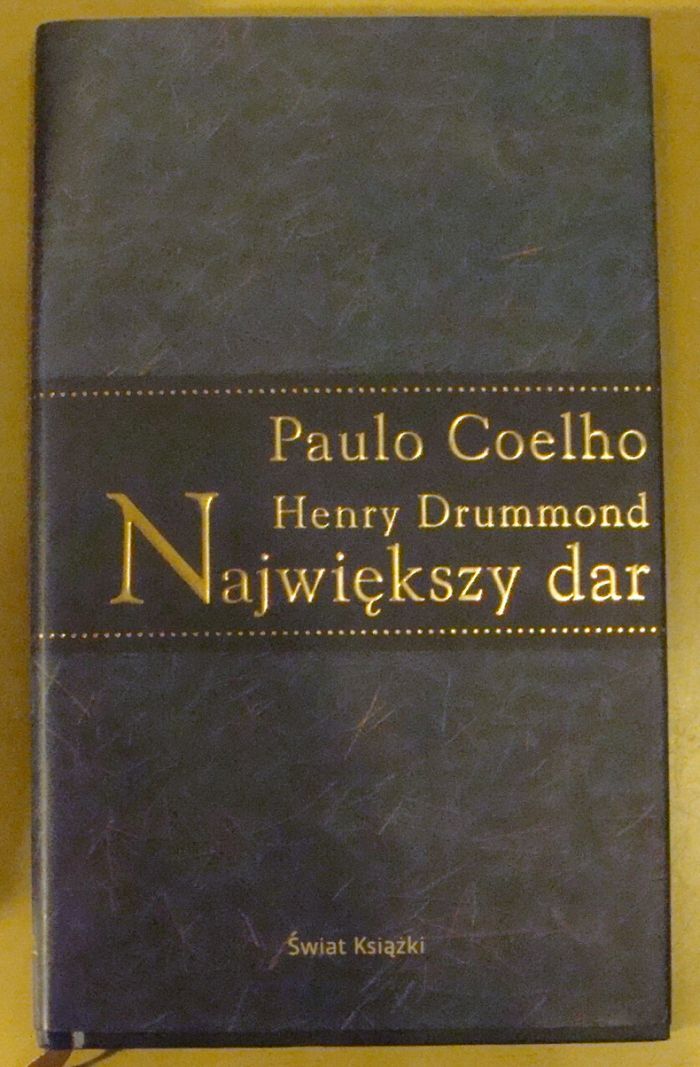 Paulo Coelho
Henry Drummond
Największy dar
Świat Książki